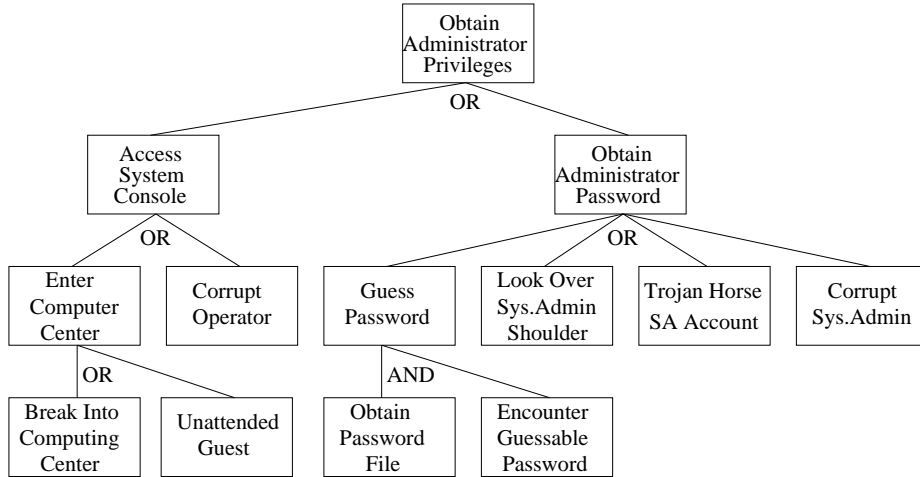 Obtain
Administrator
Privileges
OR
Access
System
Console
Obtain
Administrator
Password
OR
OR
Enter
Computer
Center
Corrupt
Operator
Guess
Password
Look Over
Sys.Admin
Shoulder
Trojan Horse
SA Account
Corrupt
Sys.Admin
OR
AND
Break Into
Computing
Center
Unattended
Guest
Obtain
Password
File
Encounter
Guessable
Password